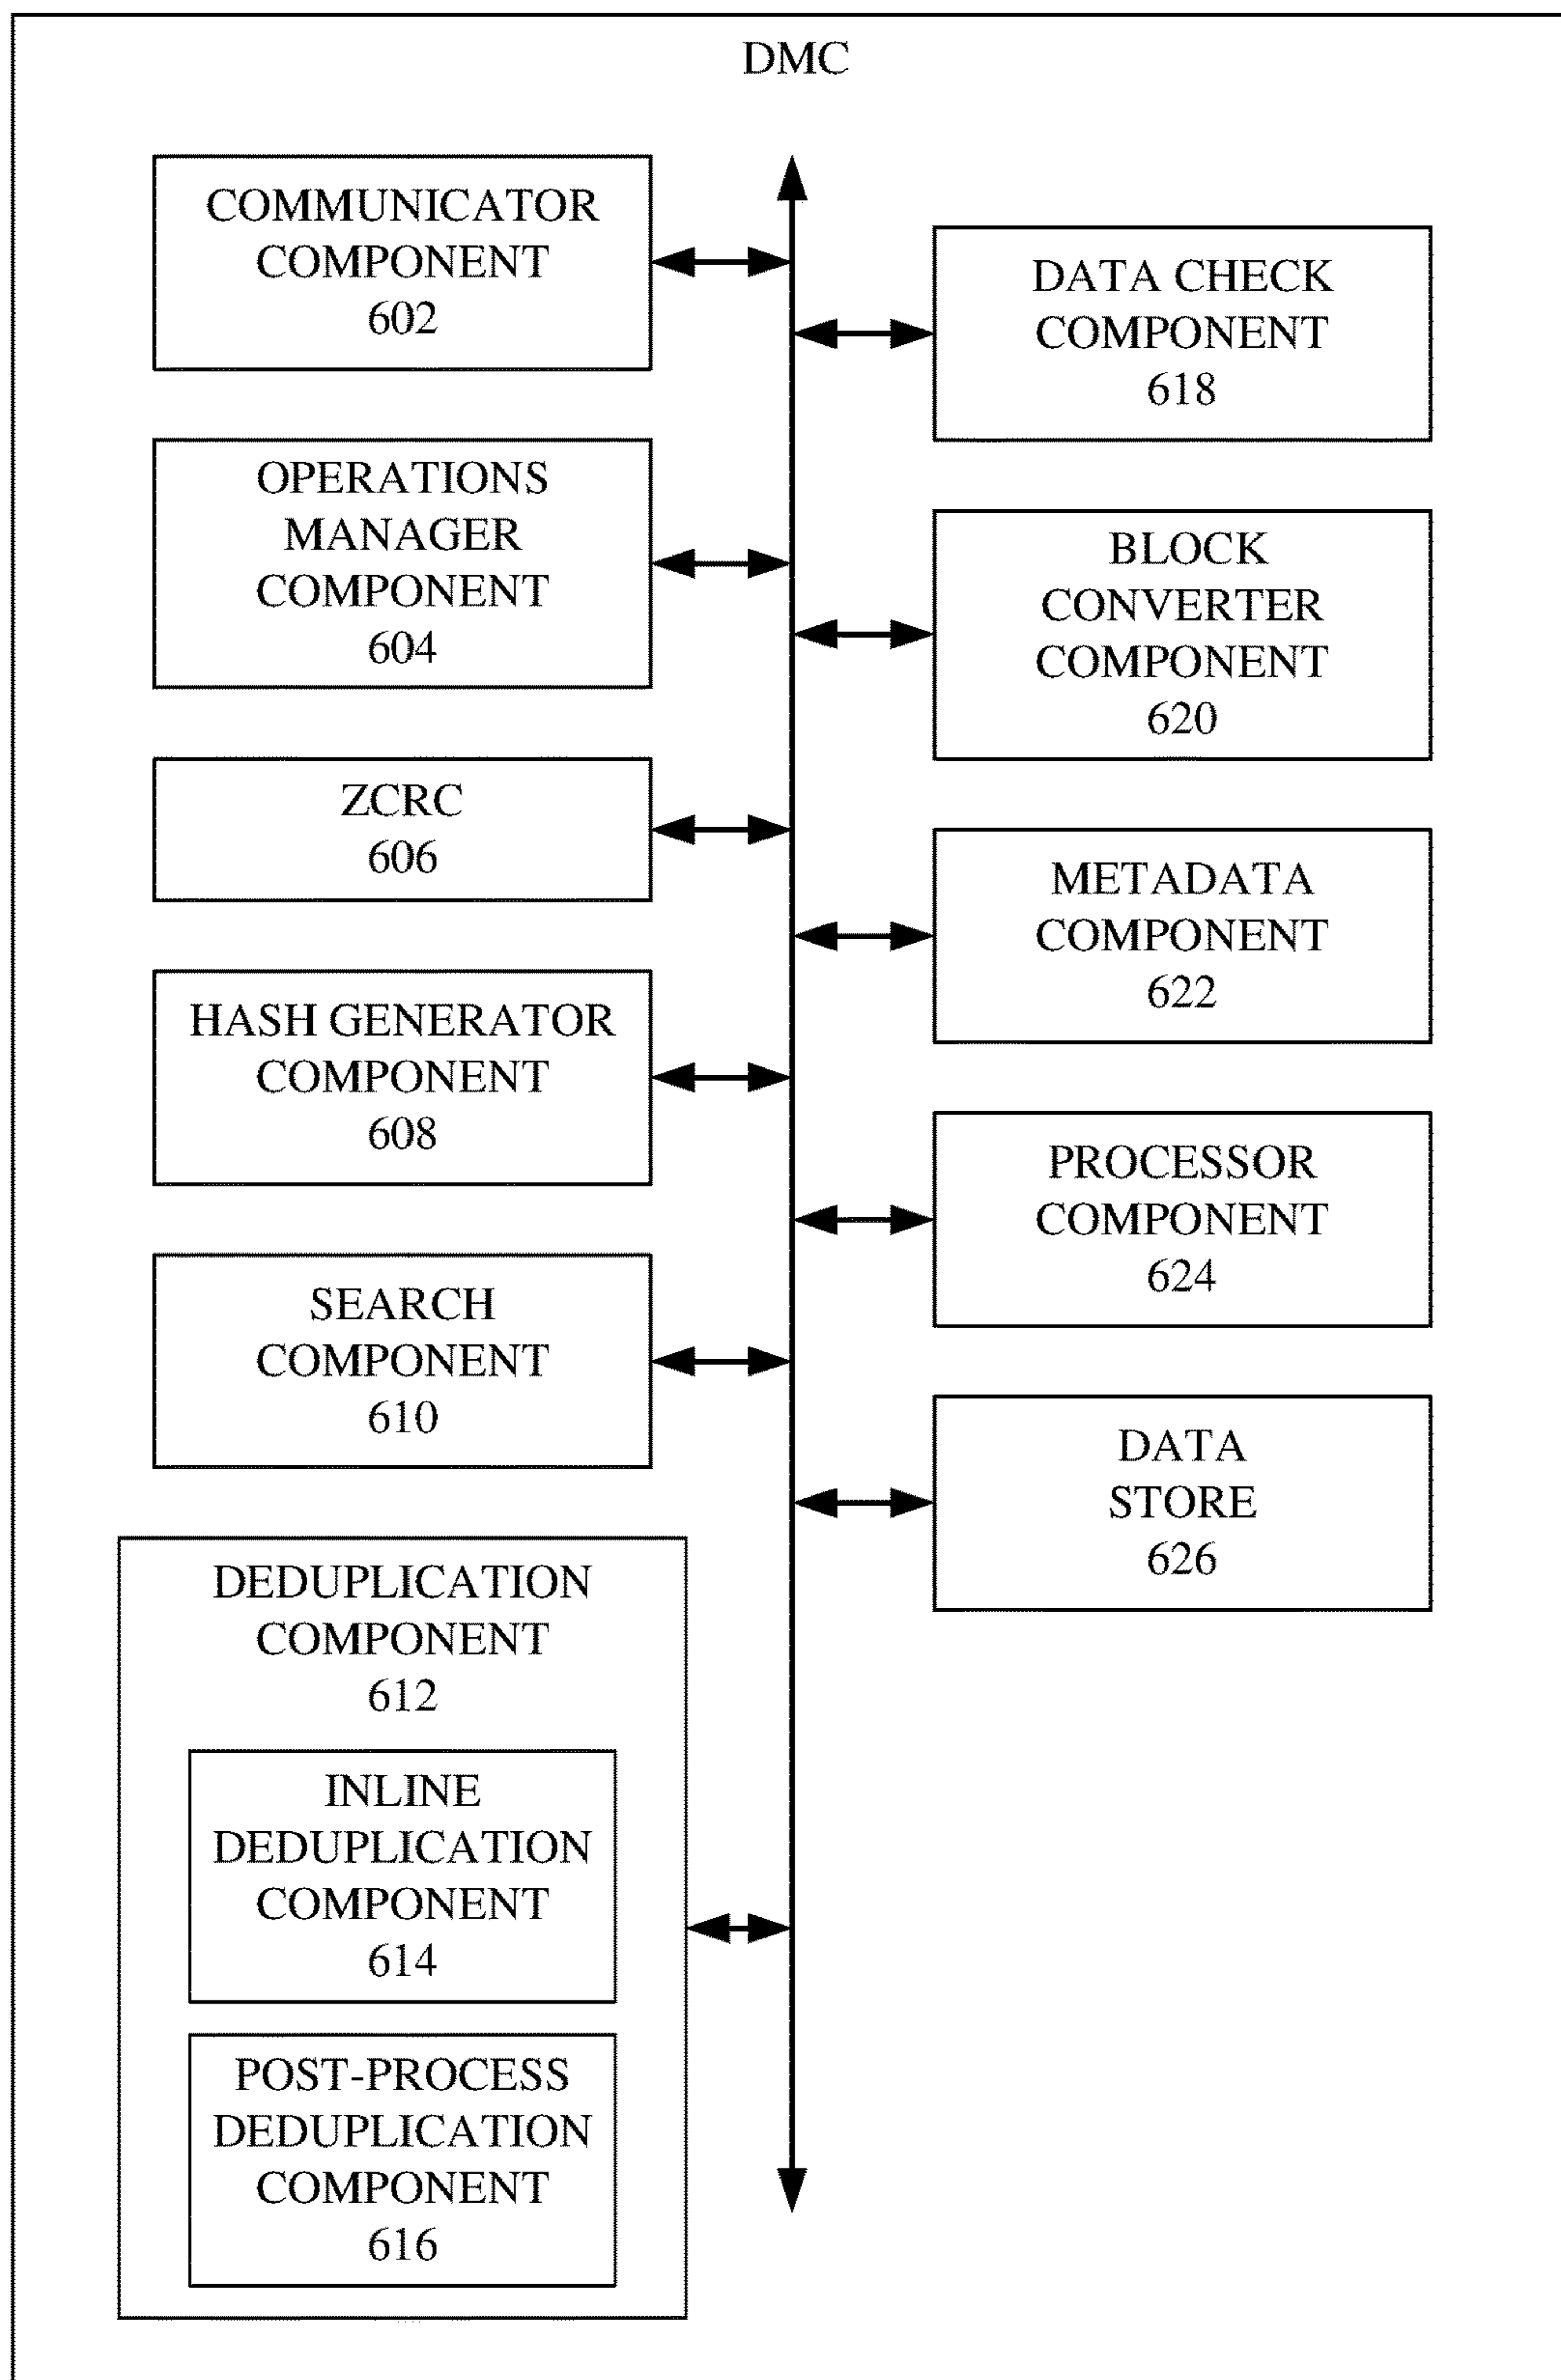 DMC
COMMUNICATOR
COMPONENT
602
OPERATIONS
MANAGER
COMPONENT
604
ZCRC
606
HASH GENERATOR
COMPONENT
608
SEARCH
COMPONENT
610
DEDUPLICATION
COMPONENT
612
INLINE
DEDUPLICATION
COMPONENT
614
POST-PROCESS
DEDUPLICATION
COMPONENT
616
DATA CHECK
COMPONENT
618
BLOCK
CONVERTER
COMPONENT
620
METADATA
COMPONENT
622
PROCESSOR
COMPONENT
624
DATA
STORE
626